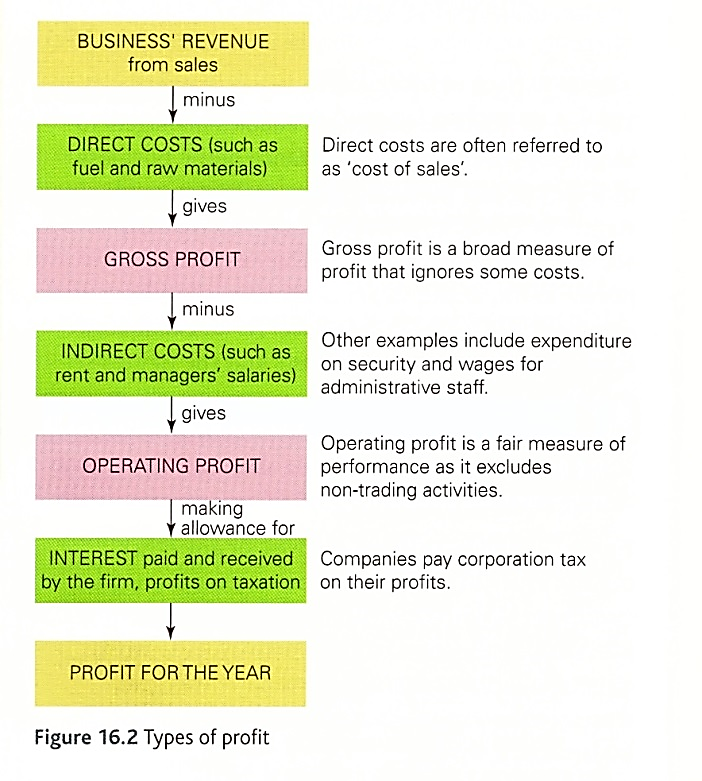 BUSINESS' REVENUE
from sales
minus
DIRECT COSTS (such as
fuel and raw materials)
Direct costs are often referred to
as 'cost of sales'.
gives
GROSS PROFIT
Gross profit is a broad measure of
profit that ignores some costs.
minus
INDIRECT COSTS (such as
rent and managers' salaries)
Other examples include expenditure
on security and wages for
administrative staff.
gives
OPERATING PROFIT
Operating profit is a fair measure of
performance as it excludes
non-trading activities.
making
allowance for
INTEREST paid and received
by the firm, profits on taxation
Companies pay corporation tax
on their profits.
PROFIT FOR THE YEAR
Figure 16.2 Types of profit